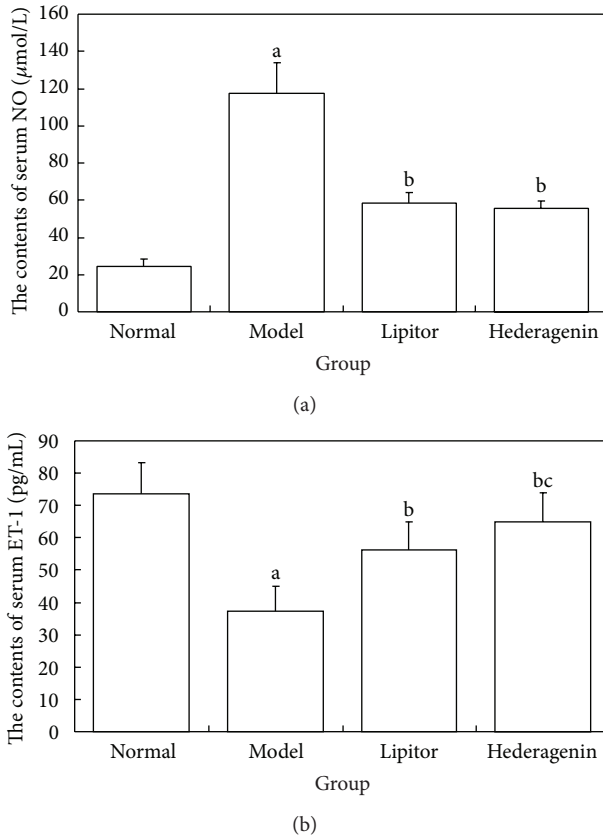 The contents of serum NO (μmol/L)
160
140
120
100
80
60
40
20
0
a
b
b
Normal Model Lipitor Hederagenin
Group
(a)
The contents of serum ET-1 (pg/mL)
90
80
70
60
50
40
30
20
10
0
a
b
bc
Normal Model Lipitor Hederagenin
Group
(b)